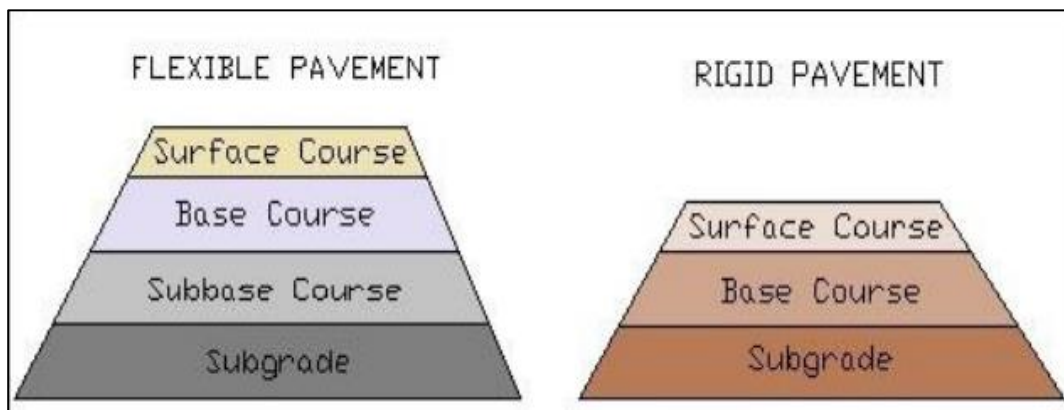 FLEXIBLE PAVEMENT
Surface Course
Base Course
Subbase Course
Subgrade
RIGID PAVEMENT
Surface Course
Base Course
Subgrade